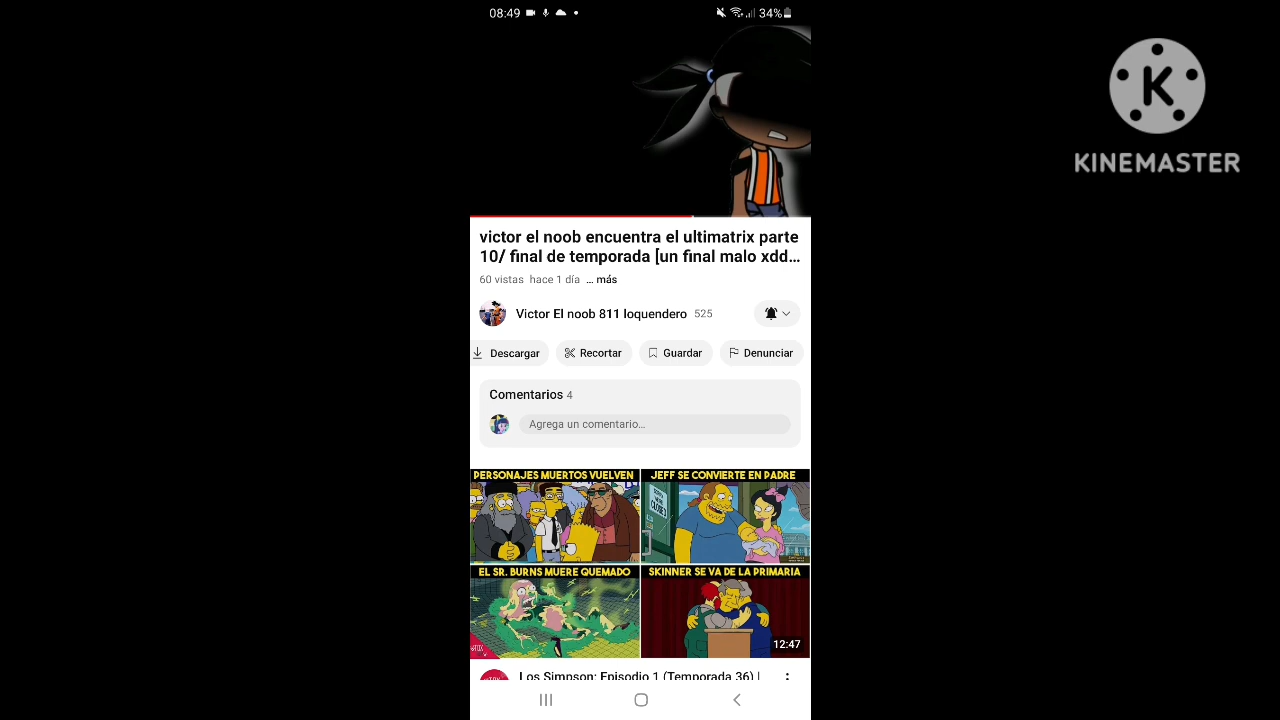 08:49
34%
K
KINEMASTER
victor el noob encuentra el ultimatrix parte
10/ final de temporada [un final malo xdd...
60 vistas hace 1 día ... más
Victor El noob 811 loquendero 525
Descargar Recortar Guardar Denunciar
Comentarios 4
Agrega un comentario...
PERSONAJES MUERTOS VUELVEN JEFF SE CONVIERTE EN PADRE
EL SR. BURNS MUERE QUEMADO SKINNER SE VA DE LA PRIMARIA
12:47
Los Simpson: Episodio 1 (Temporada 36) |